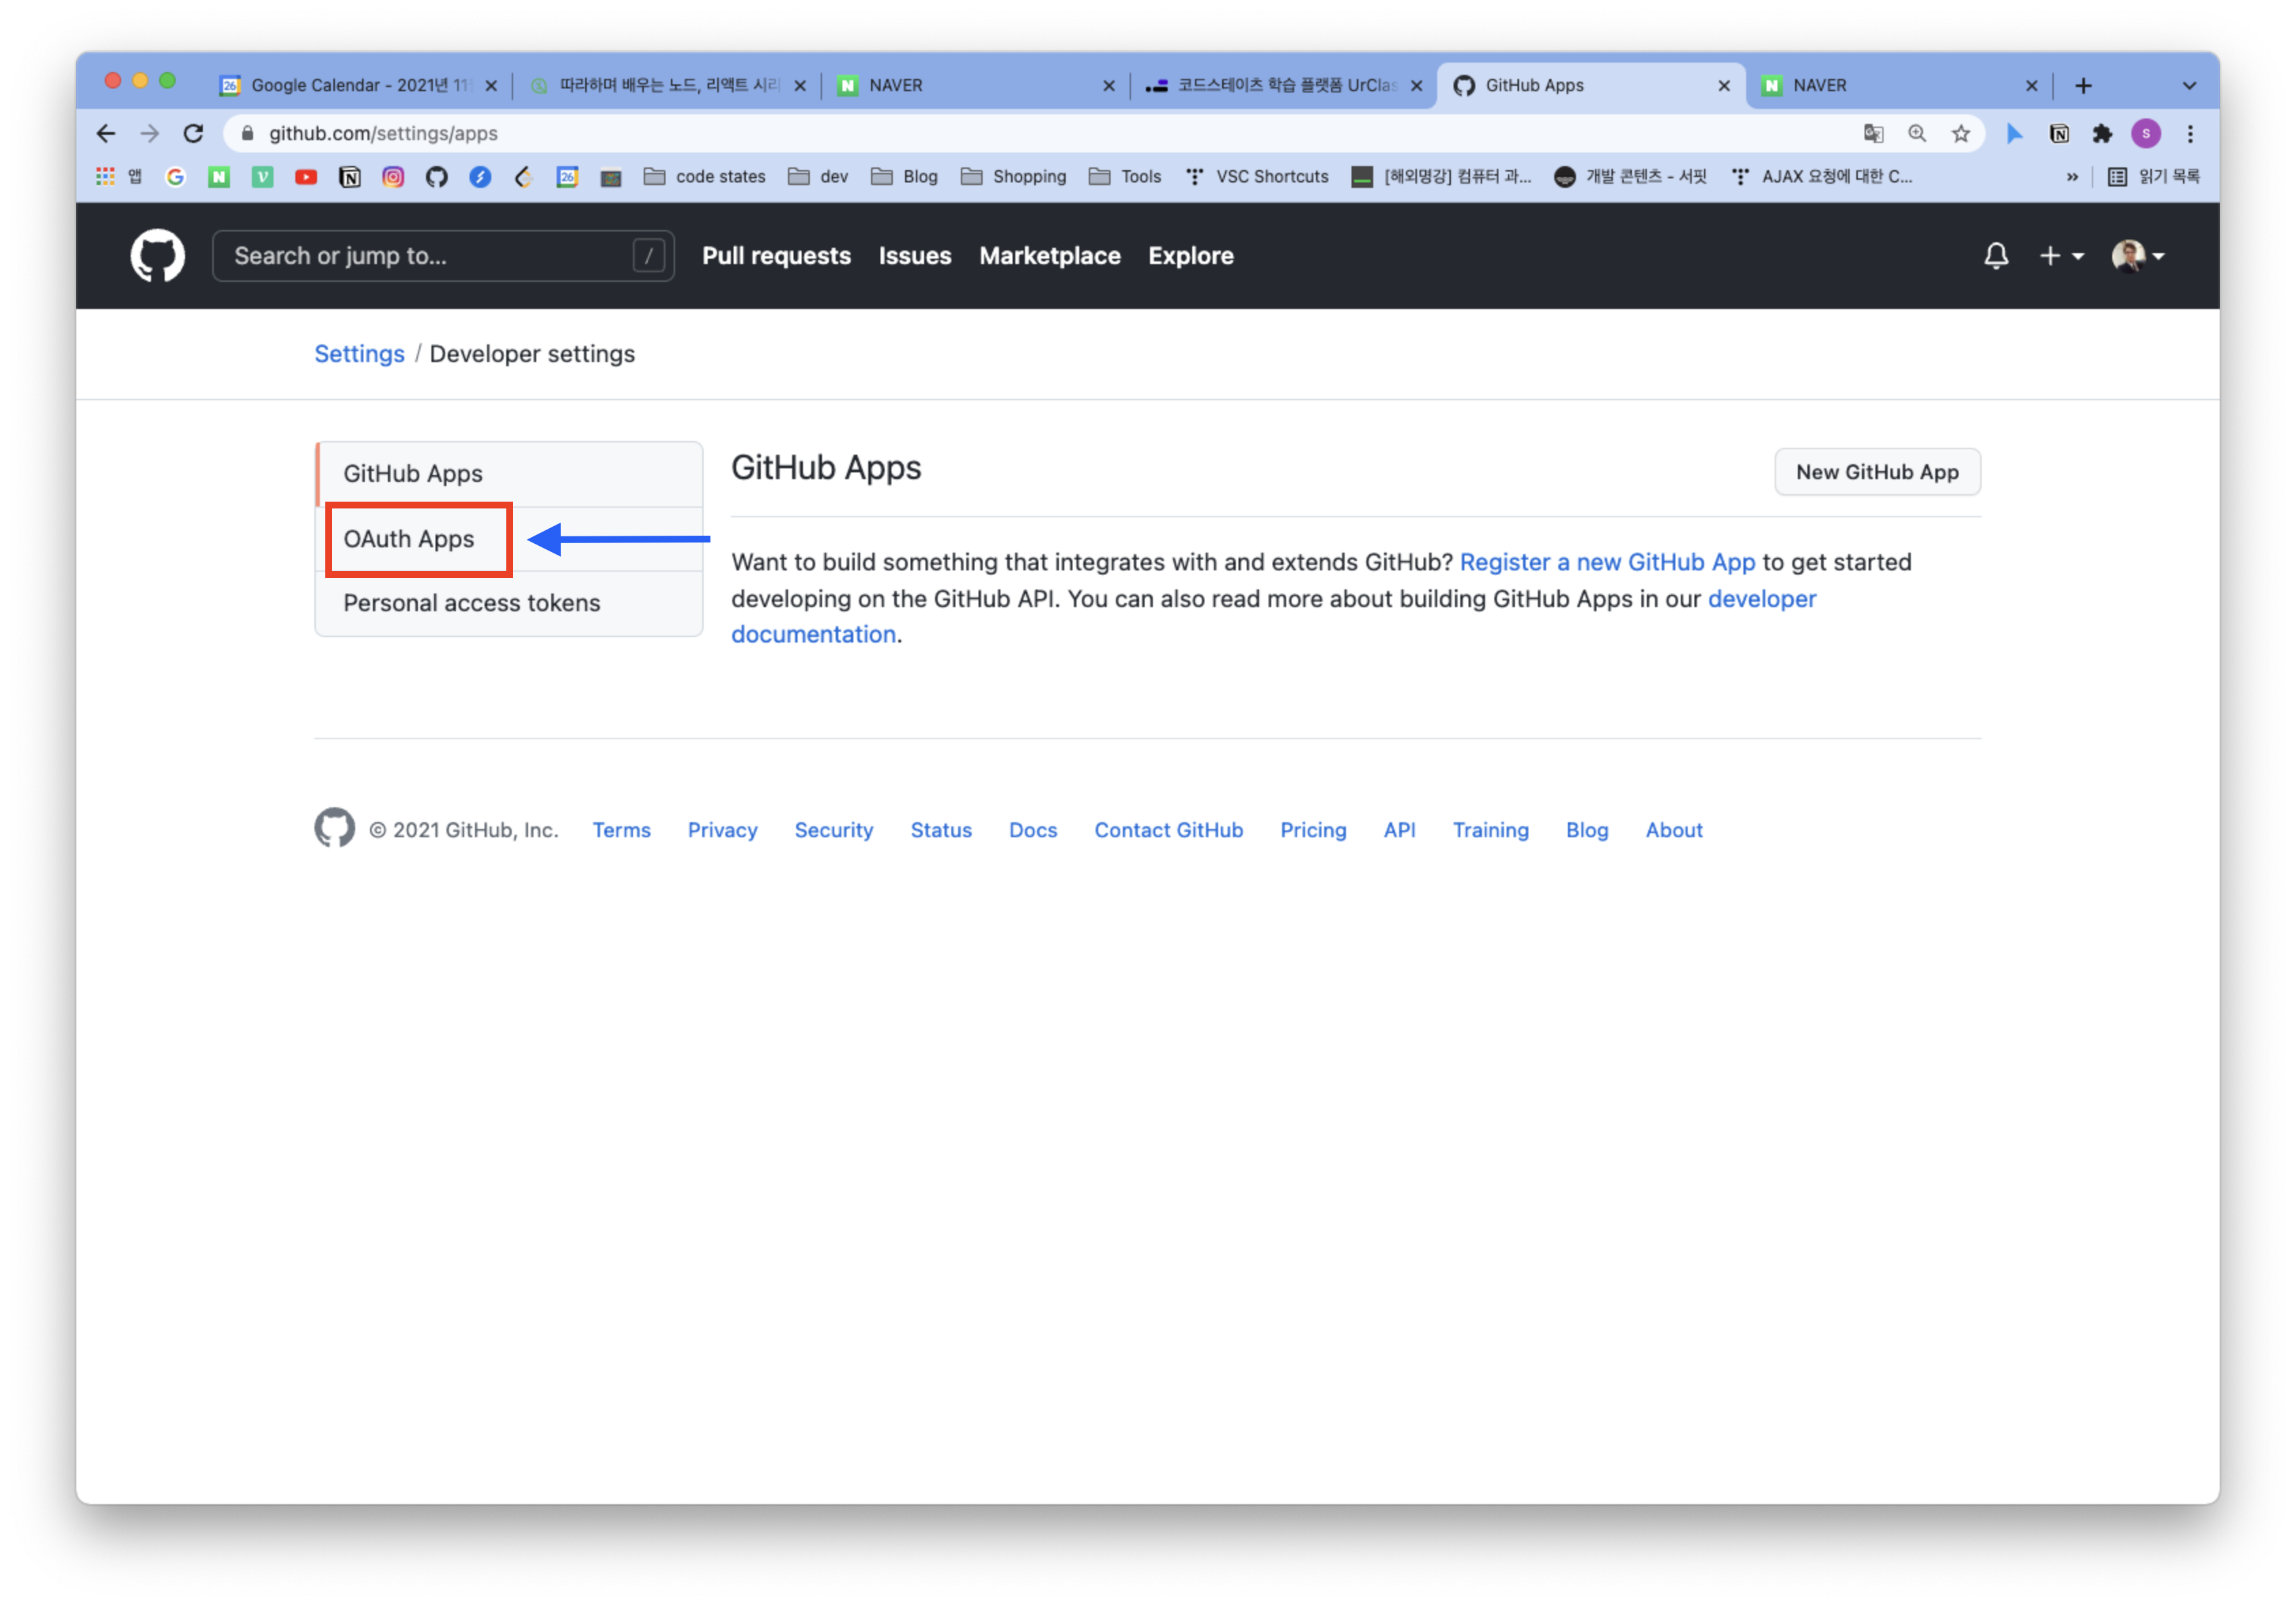 Google Calendar - 2021년 11
따라하며 배우는 노드, 리액트 시리
NAVER
코드스테이츠 학습 플랫폼 UrClas
GitHub Apps
NAVER
github.com/settings/apps
S
앱
26
code states
dev
Blog
Shopping
Tools
VSC Shortcuts
[해외명강] 컴퓨터 과...
개발 콘텐츠 - 서핏
AJAX 요청에 대한 C...
»
읽기 목록
Search or jump to...
/
Pull requests
Issues
Marketplace
Explore
Settings / Developer settings
GitHub Apps
OAuth Apps
Personal access tokens
GitHub Apps
New GitHub App
Want to build something that integrates with and extends GitHub? Register a new GitHub App to get started
developing on the GitHub API. You can also read more about building GitHub Apps in our developer
documentation.
© 2021 GitHub, Inc.
Terms
Privacy
Security
Status
Docs
Contact GitHub
Pricing
API
Training
Blog
About